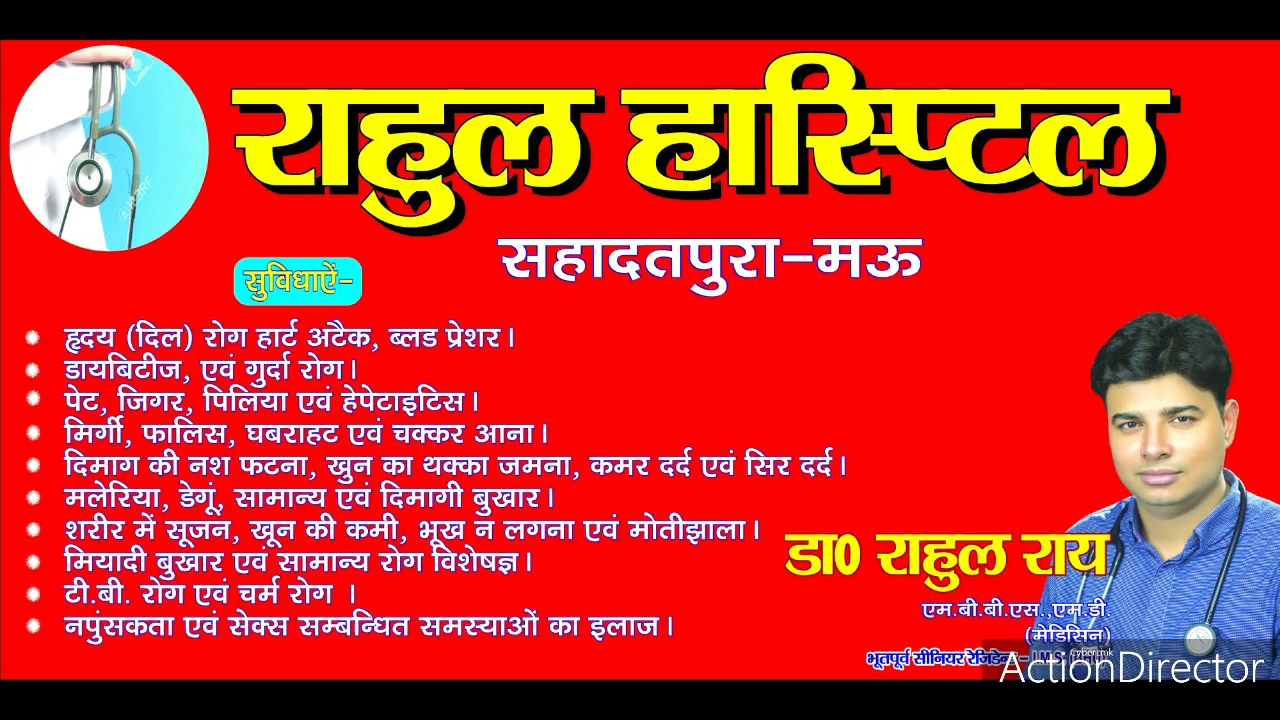 राहुल हास्पिटल
सहादतपुरा-मऊ
सुविधाऐं-
हृदय (दिल) रोग हार्ट अटैक, ब्लड प्रेशर।
डायबिटीज, एवं गुर्दा रोग।
पेट, जिगर, पिलिया एवं हेपेटाइटिस।
मिर्गी, फालिस, घबराहट एवं चक्कर आना।
दिमाग की नश फटना, खुन का थक्का जमना, कमर दर्द एवं सिर दर्द।
मलेरिया, डेगूं, सामान्य एवं दिमागी बुखार।
शरीर में सूजन, खून की कमी, भूख न लगना एवं मोतीझाला।
मियादी बुखार एवं सामान्य रोग विशेषज्ञ।
टी.बी. रोग एवं चर्म रोग ।
नपुंसकता एवं सेक्स सम्बन्धित समस्याओं का इलाज।
डा० राहुल राय
एम.बी.बी.एस.,एम.डी.
(मेडिसिन)
भूतपूर्व सीनियर रेजिडेन्ट - I.M.S.
ActionDirector